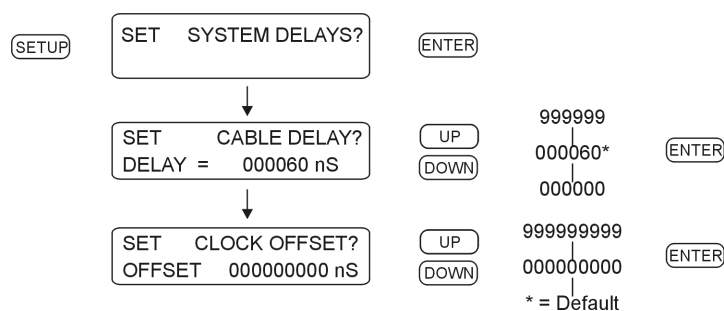 SETUP
SET SYSTEM DELAYS?
ENTER
SET CABLE DELAY?
DELAY = 000060 nS
UP
DOWN
999999
000060*
000000
ENTER
SET CLOCK OFFSET?
OFFSET 000000000 nS
UP
DOWN
999999999
000000000
* = Default
ENTER